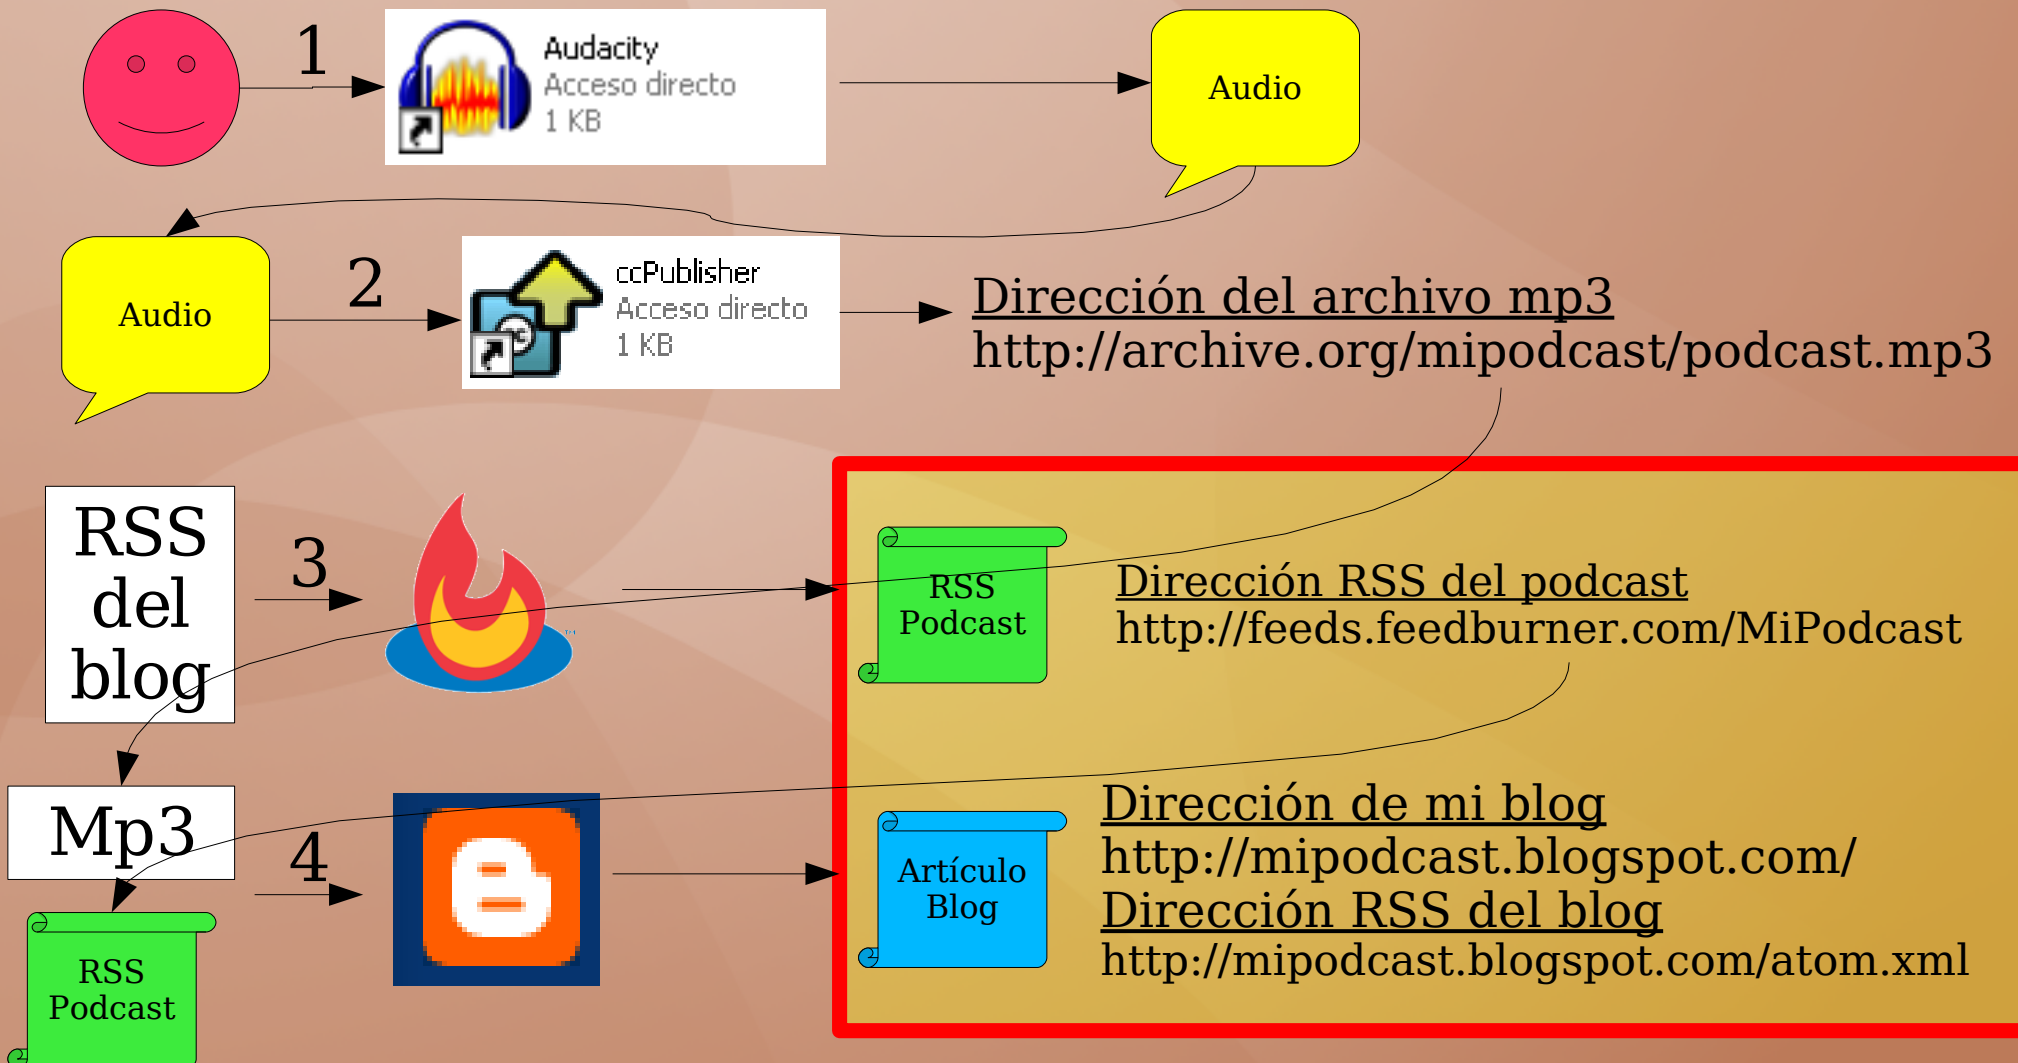 1
Audacity
Acceso directo
1 KB
Audio
Audio
2
ccPublisher
Acceso directo
1 KB
Dirección del archivo mp3
http://archive.org/mipodcast/podcast.mp3
RSS
del
blog
3
TM
RSS
Podcast
Dirección RSS del podcast
http://feeds.feedburner.com/MiPodcast
Mp3
4
RSS
Podcast
Artículo
Blog
Dirección de mi blog
http://mipodcast.blogspot.com/
Dirección RSS del blog
http://mipodcast.blogspot.com/atom.xml